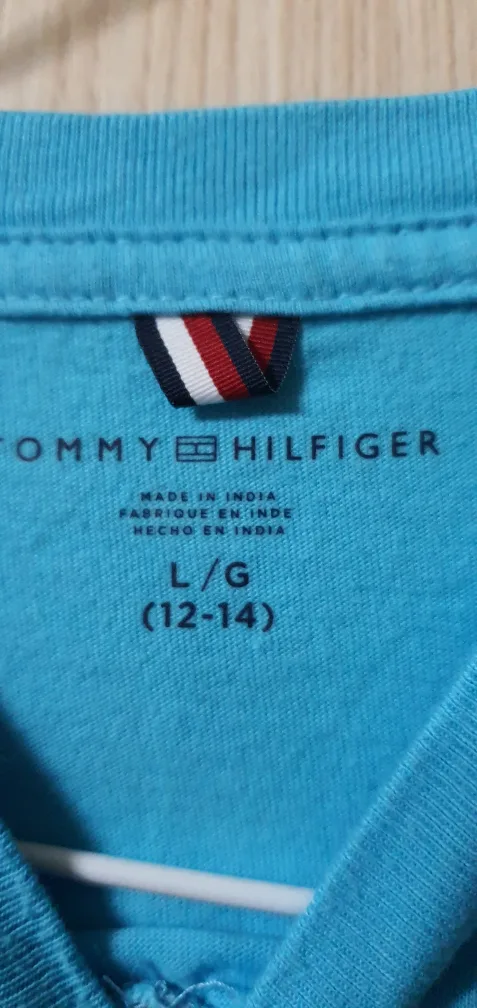 TOMMY HILFIGER
MADE IN INDIA
FABRIQUE EN INDE
HECHO EN INDIA
L/G
(12-14)